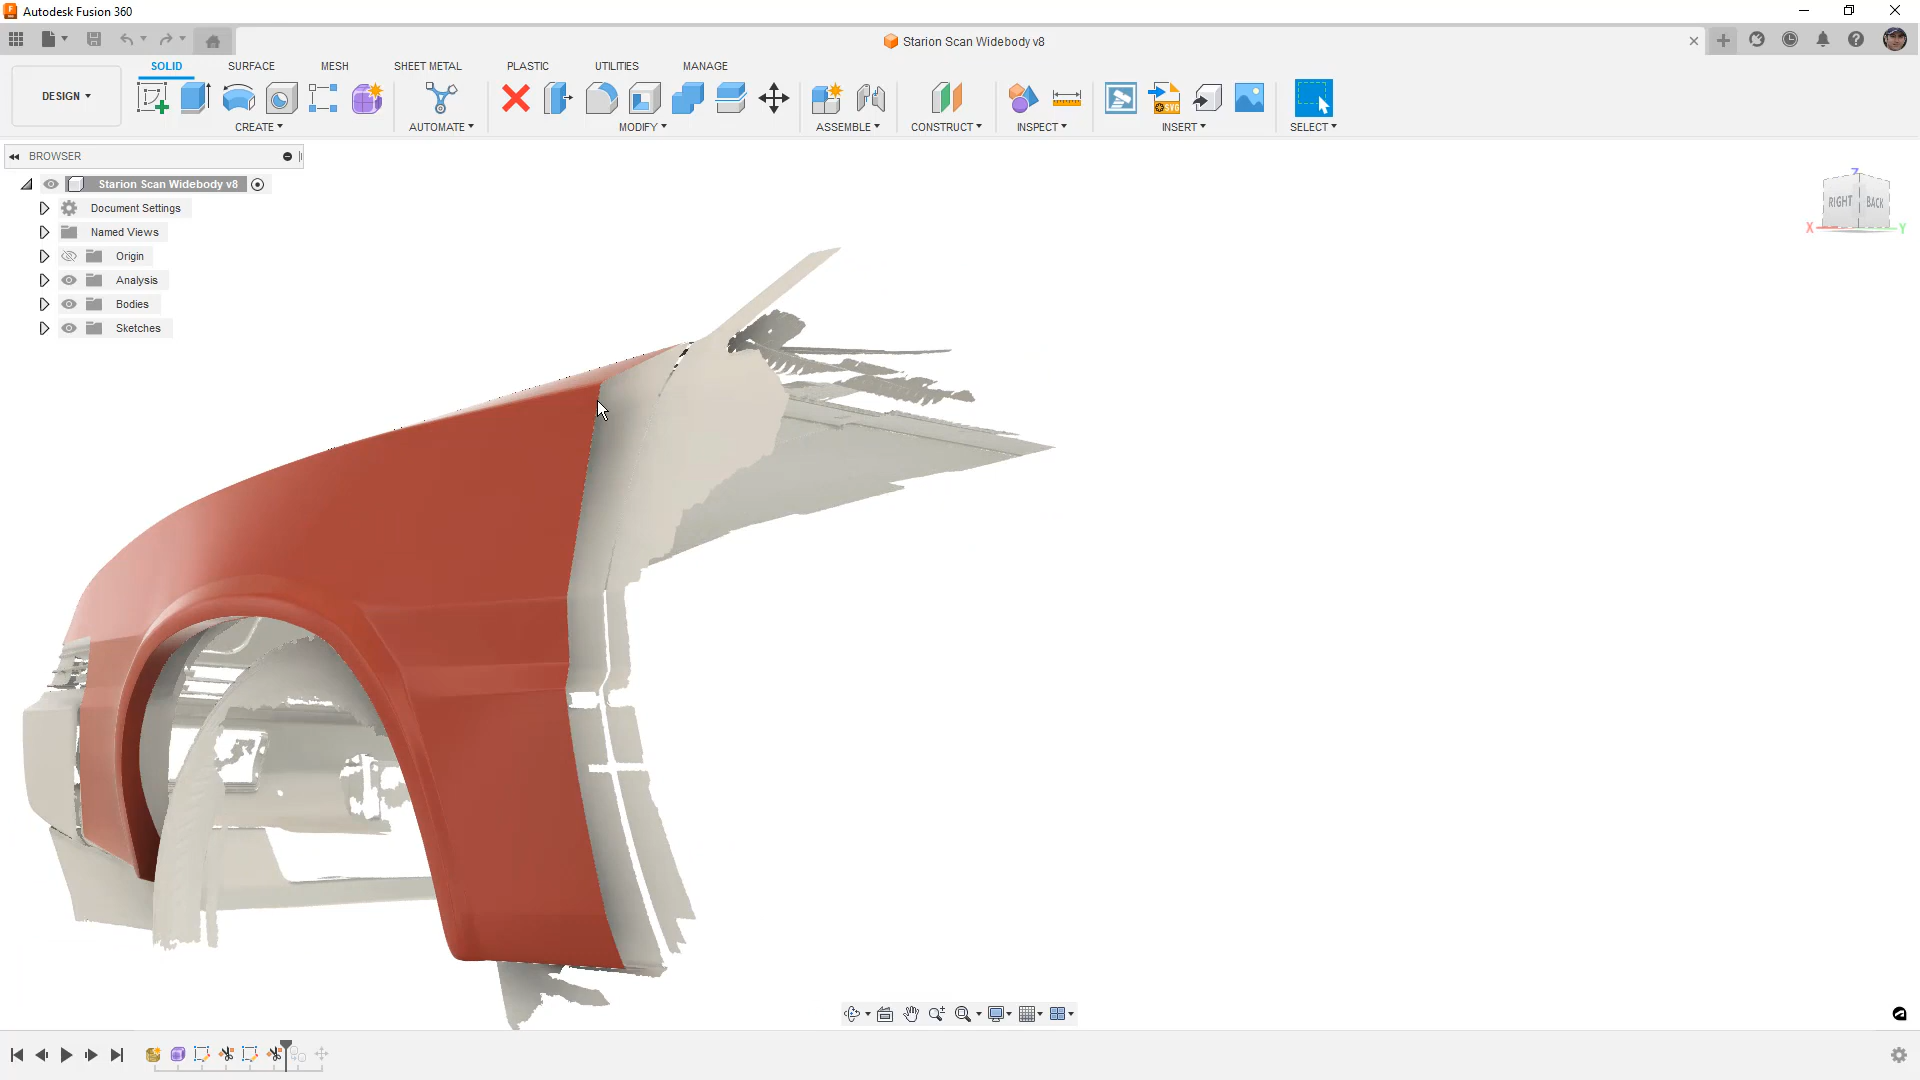 Autodesk Fusion 360
Starion Scan Widebody v8
SOLID SURFACE MESH SHEET METAL PLASTIC UTILITIES MANAGE
DESIGN
CREATE AUTOMATE MODIFY ASSEMBLE CONSTRUCT INSPECT INSERT SELECT
SVG
BROWSER
Starion Scan Widebody v8
Document Settings
Named Views
Origin
Analysis
Bodies
Sketches
Z
RIGHT BACK
X Y